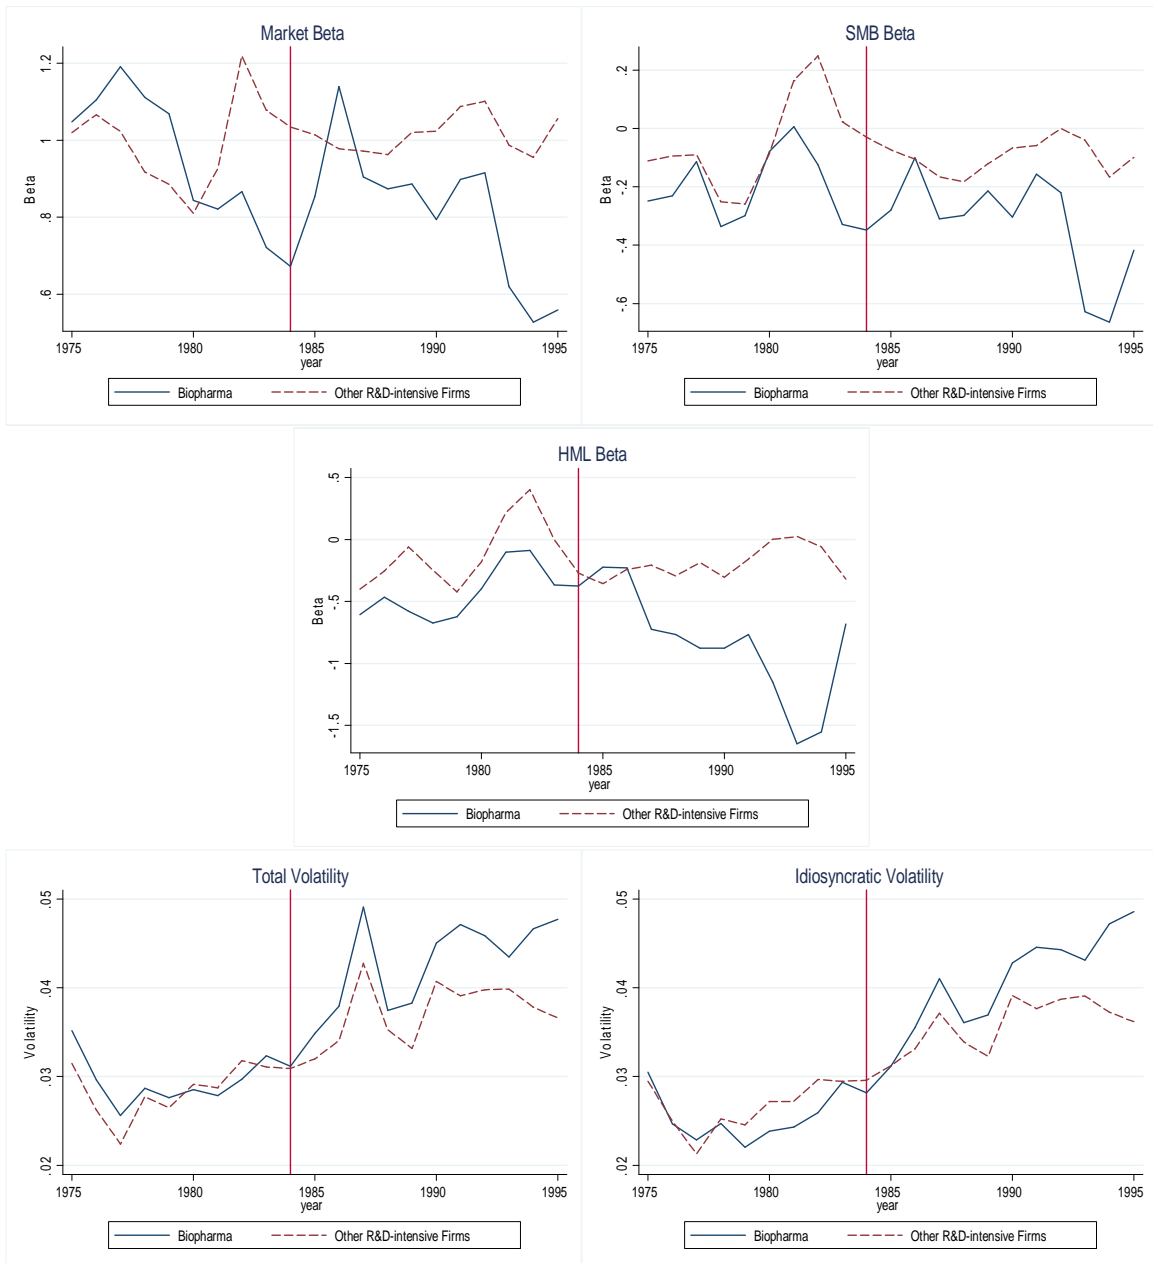 Market Beta
Beta
1.2
1
.8
.6
1975 1980 1985 1990 1995
year
Biopharma Other R&D-intensive Firms
SMB Beta
Beta
.2
0
-.2
-.4
-.6
1975 1980 1985 1990 1995
year
Biopharma Other R&D-intensive Firms
HML Beta
Beta
.5
0
-.5
-1
-1.5
1975 1980 1985 1990 1995
year
Biopharma Other R&D-intensive Firms
Total Volatility
Volatility
.05
.04
.03
.02
1975 1980 1985 1990 1995
year
Biopharma Other R&D-intensive Firms
Idiosyncratic Volatility
Volatility
.05
.04
.03
.02
1975 1980 1985 1990 1995
year
Biopharma Other R&D-intensive Firms